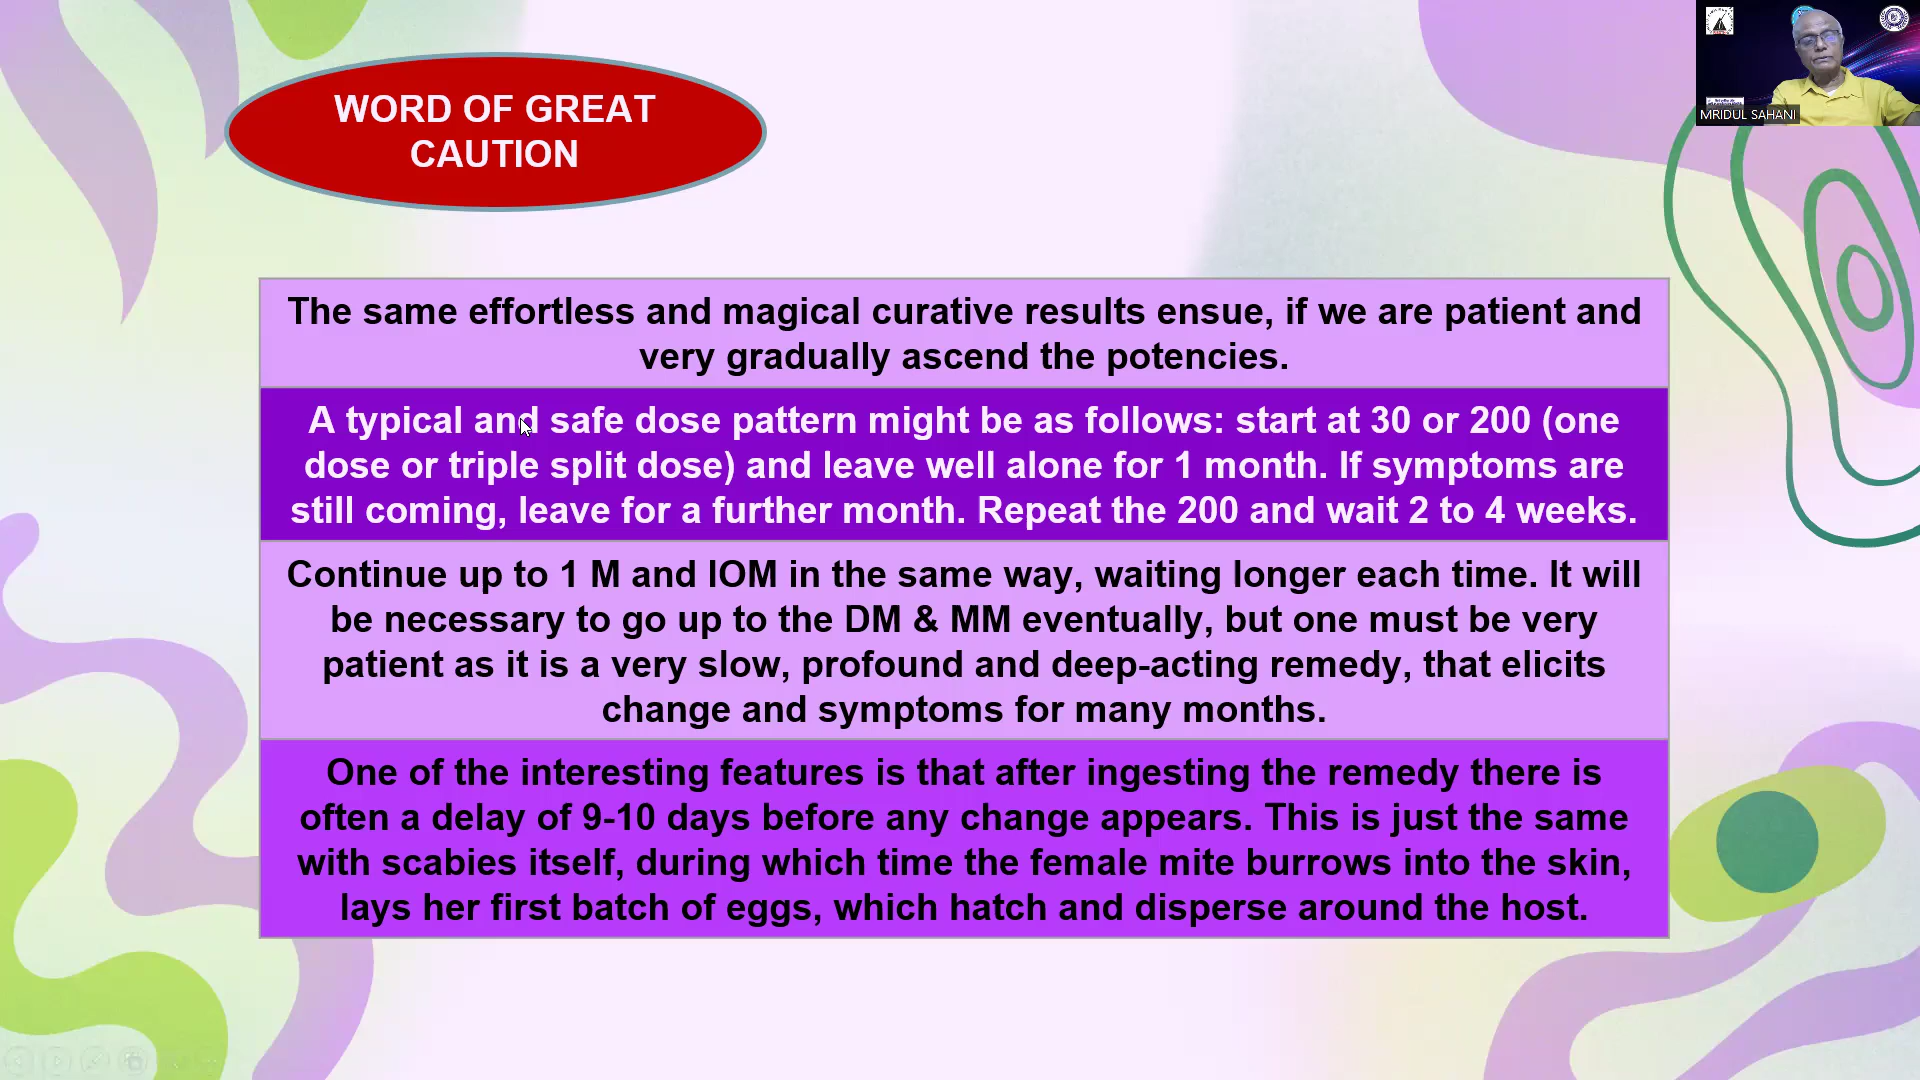 WORD OF GREAT
CAUTION
MRIDUL SAHANI
The same effortless and magical curative results ensue, if we are patient and
very gradually ascend the potencies.
A typical and safe dose pattern might be as follows: start at 30 or 200 (one
dose or triple split dose) and leave well alone for 1 month. If symptoms are
still coming, leave for a further month. Repeat the 200 and wait 2 to 4 weeks.
Continue up to 1 M and IOM in the same way, waiting longer each time. It will
be necessary to go up to the DM & MM eventually, but one must be very
patient as it is a very slow, profound and deep-acting remedy, that elicits
change and symptoms for many months.
One of the interesting features is that after ingesting the remedy there is
often a delay of 9-10 days before any change appears. This is just the same
with scabies itself, during which time the female mite burrows into the skin,
lays her first batch of eggs, which hatch and disperse around the host.